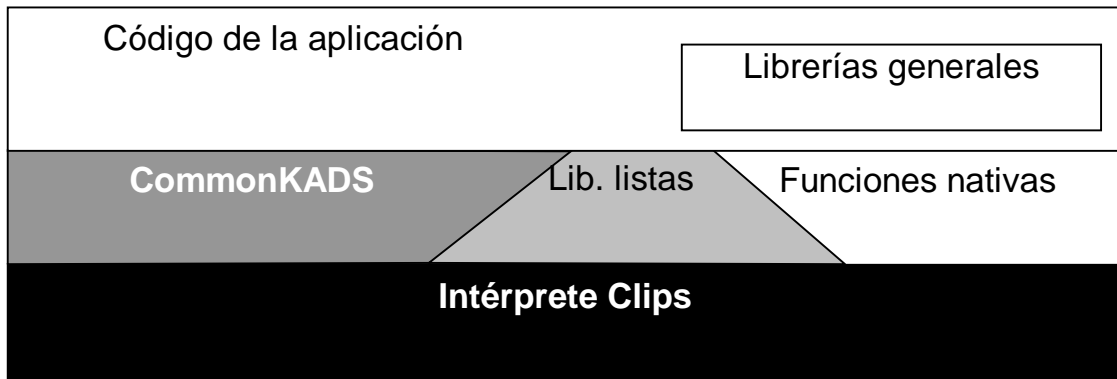 Código de la aplicación
Librerías generales
CommonKADS
Lib. listas
Funciones nativas
Intérprete Clips